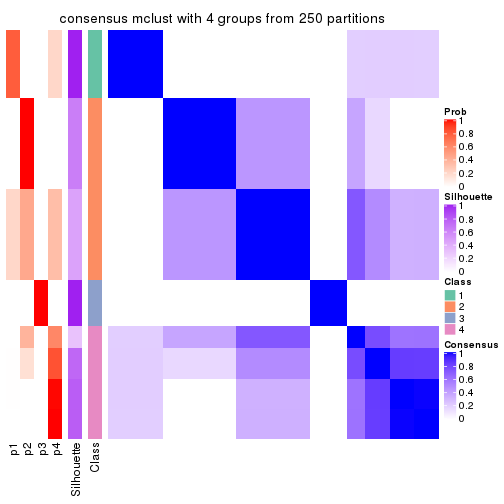 consensus mclust with 4 groups from 250 partitions
Prob
1
0.8
0.6
0.4
0.2
0
Silhouette
1
0.8
0.6
0.4
0.2
0
Class
1
2
3
4
Consensus
1
0.8
0.6
0.4
0.2
0
p1
p2
p3
p4
Silhouette
Class